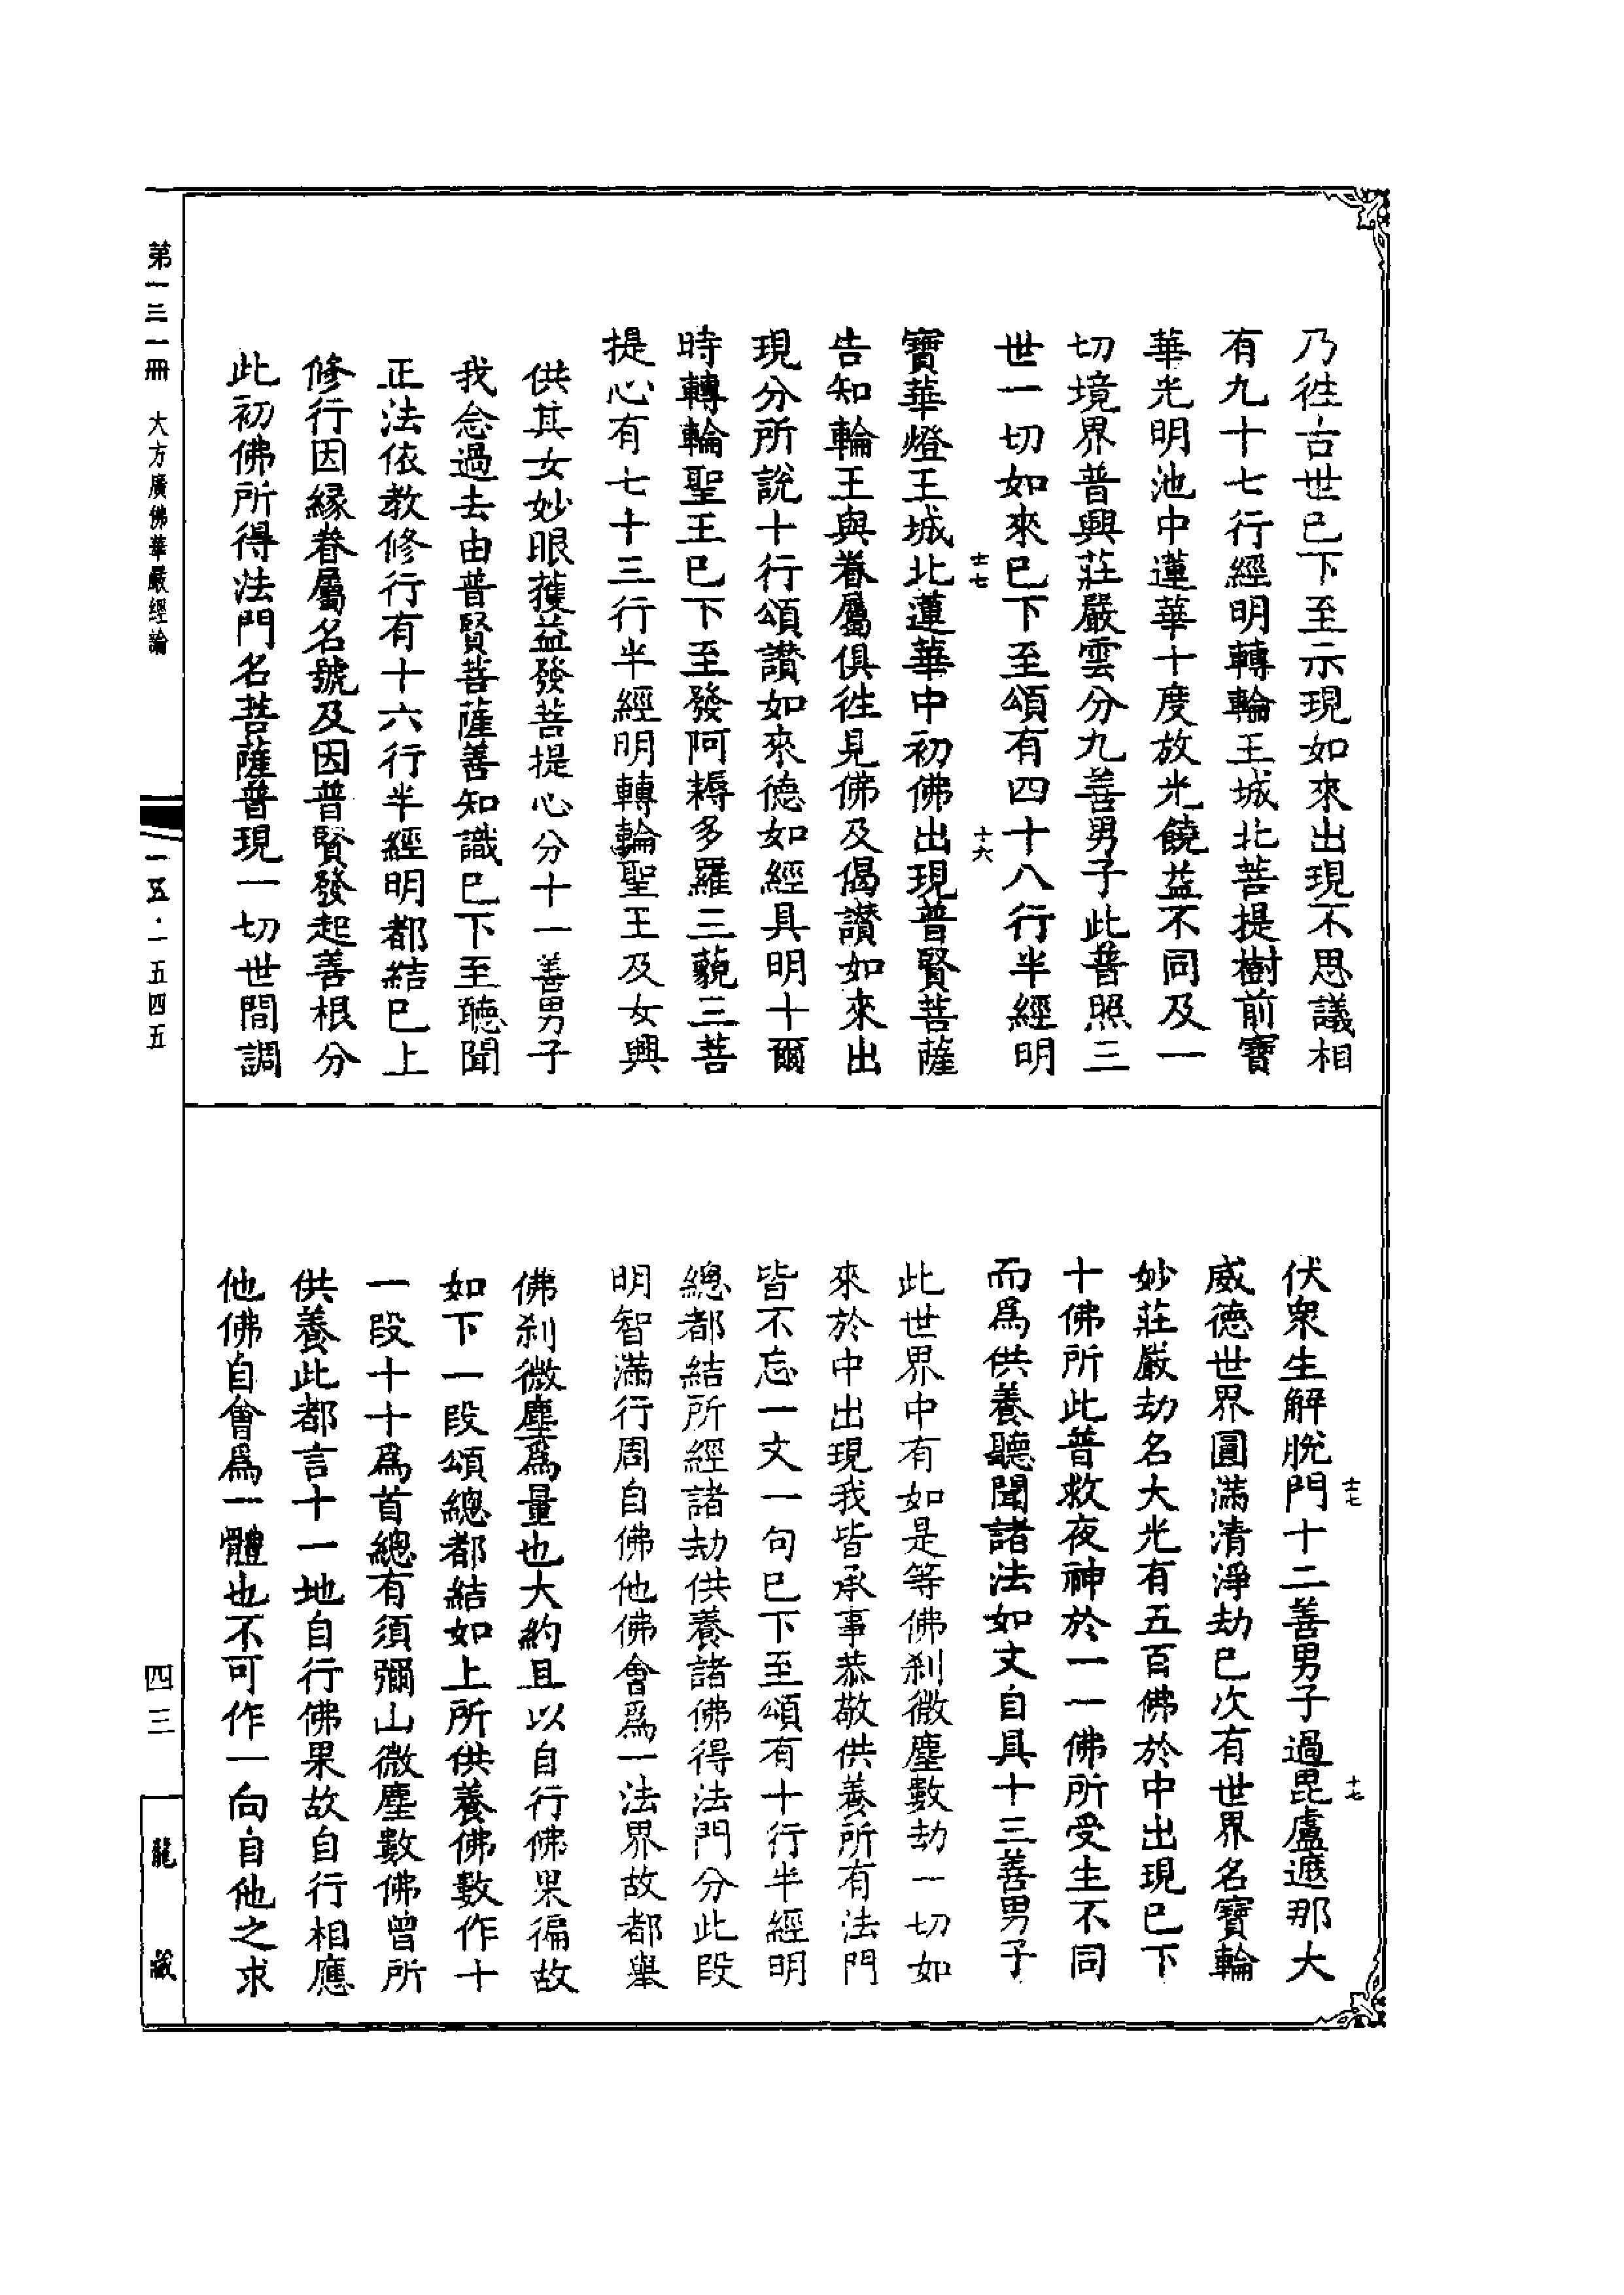 乃徃古世巳下至示現如來出現不思議相
有九十七行經明轉輪王城北菩提樹前寶
華光明池中蓮華十度放光饒益不同及一
切境界普興莊嚴雲分九善男子此普照三
世一切如來巳下至頌有四十八行半經明
寶華燈王城北蓮華中初佛出現普賢菩薩
告知輪王與眷屬俱徃見佛及偈讃如來出
現分所說十行頌讃如來德如經具明十爾
時轉輪聖王巳下至發阿耨多羅三藐三菩
提心有七十三行半經明轉輪聖王及女興
供其女妙眼獲益發菩提心分十一善男子
我念過去由普賢菩薩善知識巳下至聽聞
正法依教修行有十六行半經明都結巳上
修行因緣眷屬名號及因普賢發起善根分
此初佛所得法門名菩薩普現一切世間調
十七
十六
伏衆生解脫門十二善男子過毘盧遮那大
威德世界圓滿清淨劫巳次有世界名寶輪
妙莊嚴劫名大光有五百佛於中出現巳下
十佛所此普救夜神於一一佛所受生不同
而爲供養聽聞諸法如文自具十三善男子
此世界中有如是等佛刹微塵數劫一切如
來於中出現我皆承事恭敬供養所有法門
皆不忘一文一句巳下至頌有十行半經明
總都結所經諸劫供養諸佛得法門分此段
明智滿行周自佛他佛會爲一法界故都舉
佛刹微塵爲量也大約且以自行佛果徧故
如下一段頌總都結如上所供養佛數作十
一段十十爲首總有須彌山微塵數佛曾所
供養此都言十一地自行佛果故自行相應
他佛自會爲一體也不可作一向自他之求
十七
十七
第一三一冊 大方廣佛華嚴經論
一五·一五四五
四三
龍藏